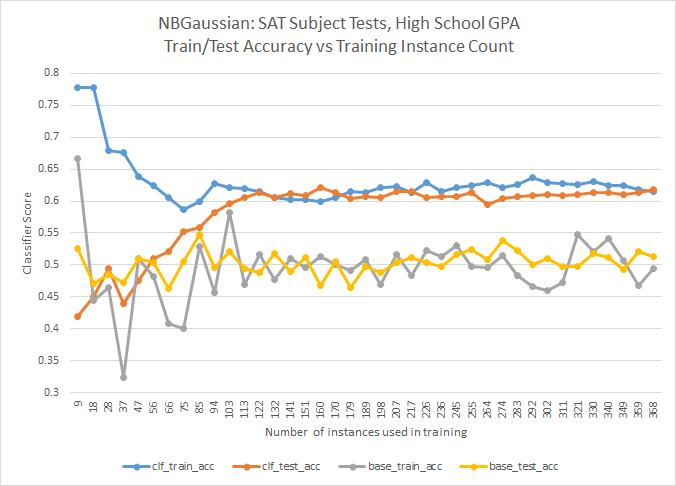 NBGaussian: SAT Subject Tests, High School GPA
Train/Test Accuracy vs Training Instance Count
0.8
0.75
0.7
0.65
0.6
0.55
0.5
0.45
0.4
0.35
0.3
Classifier Score
9 18 28 37 47 56 66 75 85 94 103 113 122 132 141 151 160 170 179 189 198 207 217 226 236 245 255 264 274 283 292 302 311 321 330 340 349 359 368
Number of instances used in training
clf_train_acc clf_test_acc base_train_acc base_test_acc